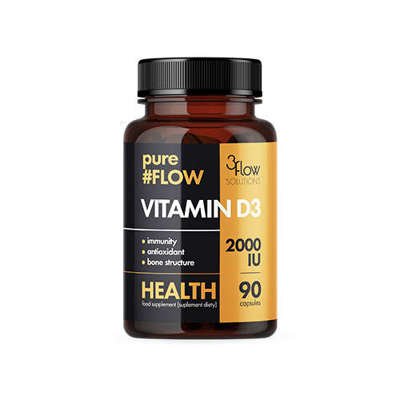 pure
#FLOW
3Flow
SOLUTIONS
VITAMIN D3
immunity
antioxidant
bone structure
2000
IU
HEALTH
food supplement (suplement diety)
90
capsules